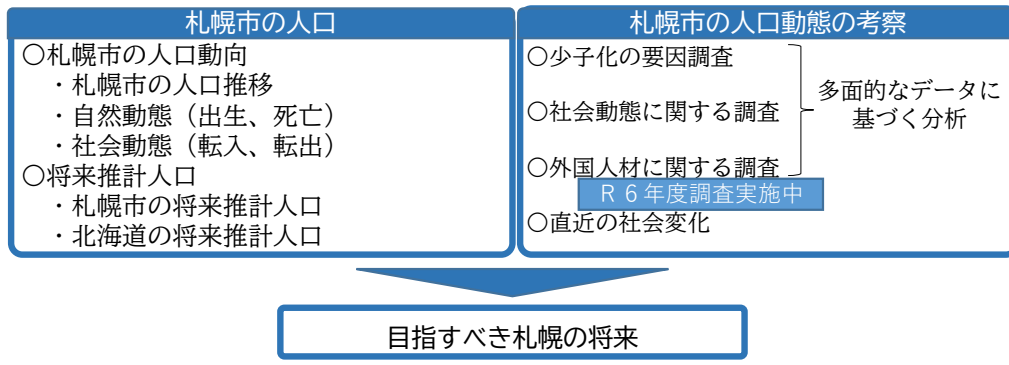 札幌市の人口
〇札幌市の人口動向
・札幌市の人口推移
・自然動態（出生、死亡）
・社会動態（転入、転出）
〇将来推計人口
・札幌市の将来推計人口
・北海道の将来推計人口
札幌市の人口動態の考察
〇少子化の要因調査
〇社会動態に関する調査
〇外国人材に関する調査
Ｒ６年度調査実施中
〇直近の社会変化
多面的なデータに
基づく分析
目指すべき札幌の将来